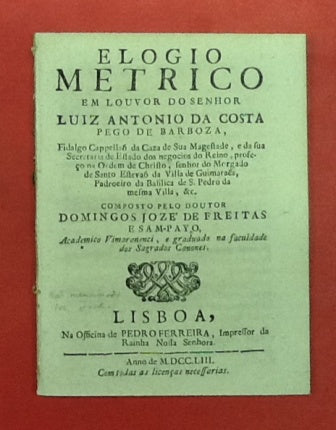 ELOGIO
METRICO
EM LOUVOR DO SENHOR
LUIZ ANTONIO DA COSTA
PEGO DE BARBOZA,
Fidalgo Cappellaõ da Caza de Sua Magestade, e da sua
Secretaria de Estado dos negocios do Reino, profes-
ço na Ordem de Christo, senhor do Morgado
de Santo Estevaõ da Villa de Guimaraẽs,
Padroeiro da Basilica de S. Pedro da
mesma Villa, &c.
COMPOSTO PELO DOUTOR
DOMINGOS JOZE' DE FREITAS
E SAM-PAYO,
Academico Vimaranenci, e graduado na faculdade
dos Sagrados Canones.
LISBOA,
Na Officina de PEDRO FERREIRA, Impressor da
Rainha Nossa Senhora.
Anno de M.DCC.LIII.
Com todas as licenças necessarias.